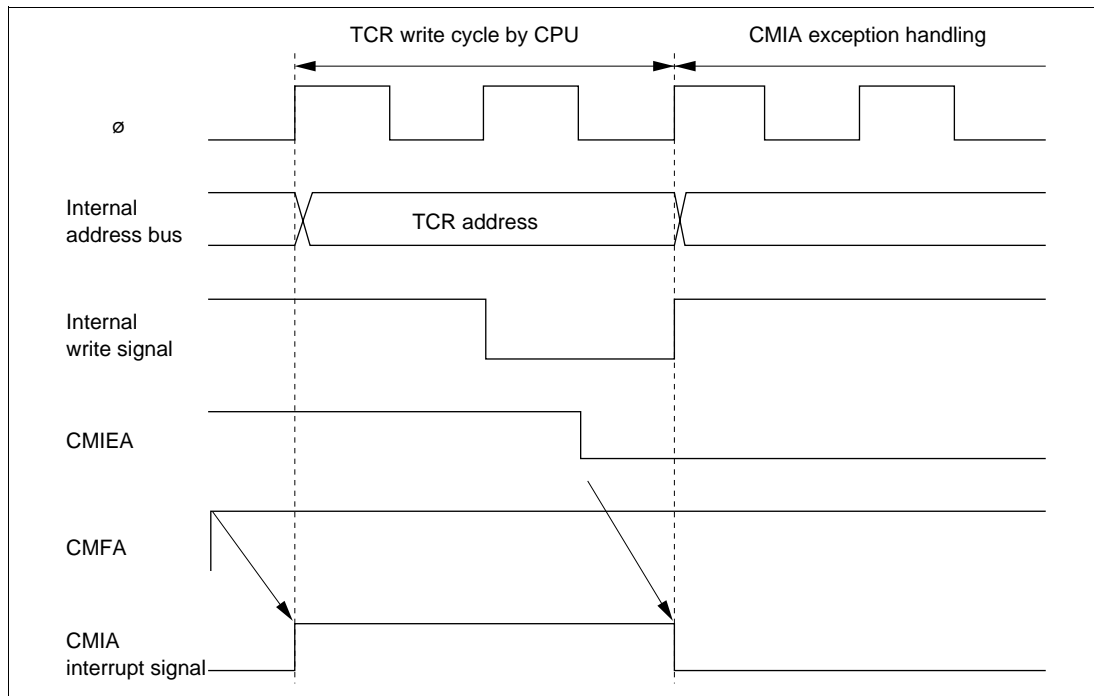 TCR write cycle by CPU
CMIA exception handling
ø
Internal
address bus
TCR address
Internal
write signal
CMIEA
CMFA
CMIA
interrupt signal